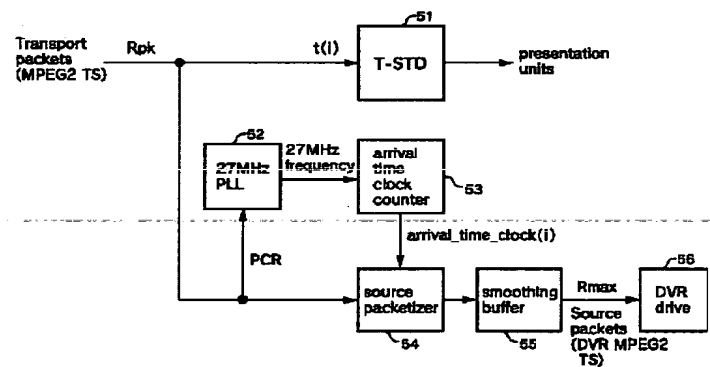 51
Transport
packets
(MPEG2 TS)
Rpk
t(i)
T-STD
presentation
units
52
27MHz
PLL
27MHz
frequency
arrival
time
clock
counter
53
arrival_time_clock(i)
PCR
source
packetizer
54
smoothing
buffer
55
Rmax
Source
packets
(DVR MPEG2
TS)
56
DVR
drive